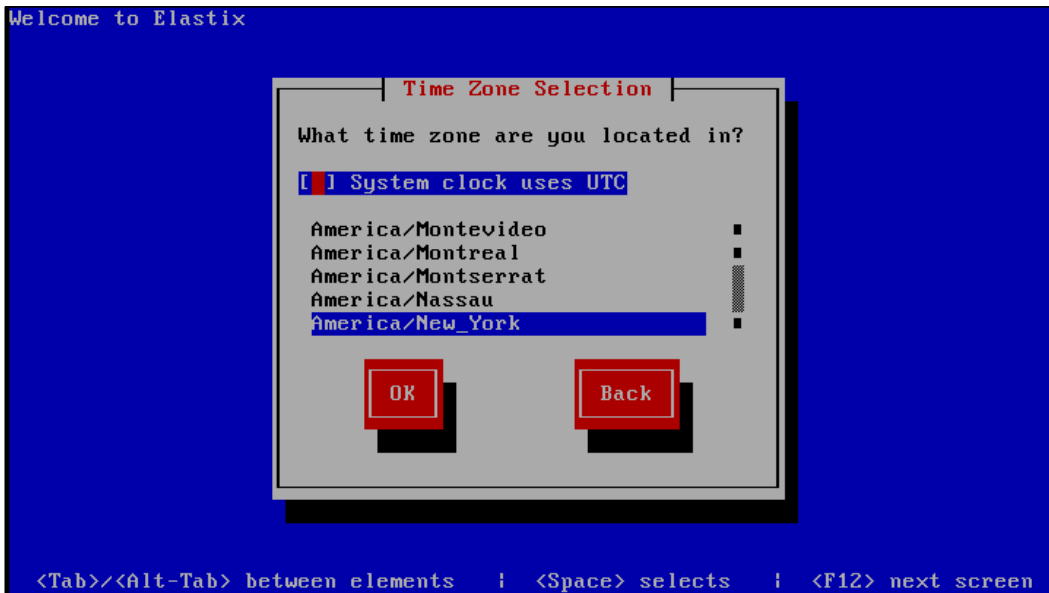 Welcome to Elastix
Time Zone Selection
What time zone are you located in?
[ ] System clock uses UTC
America/Montevideo
America/Montreal
America/Montserrat
America/Nassau
America/New_York
OK Back
<Tab>/<Alt-Tab> between elements | <Space> selects | <F12> next screen